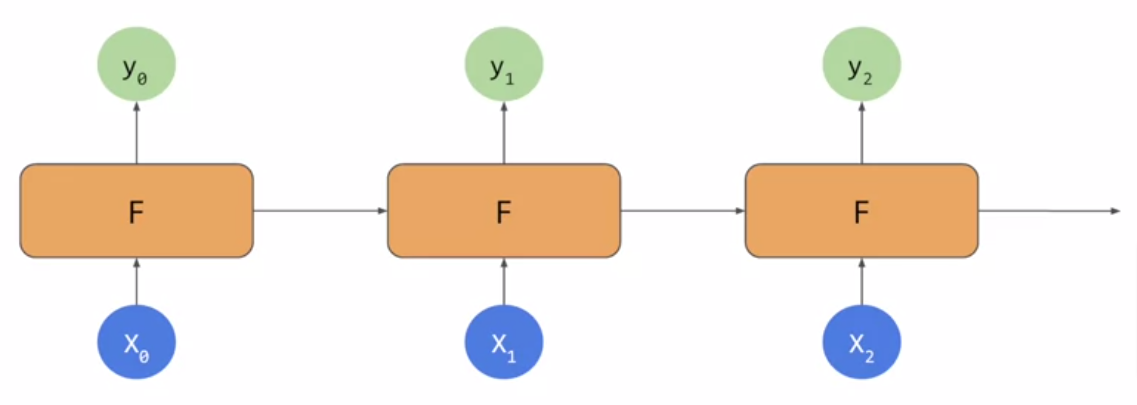 y₀ y₁ y₂
F F F
X₀ X₁ X₂